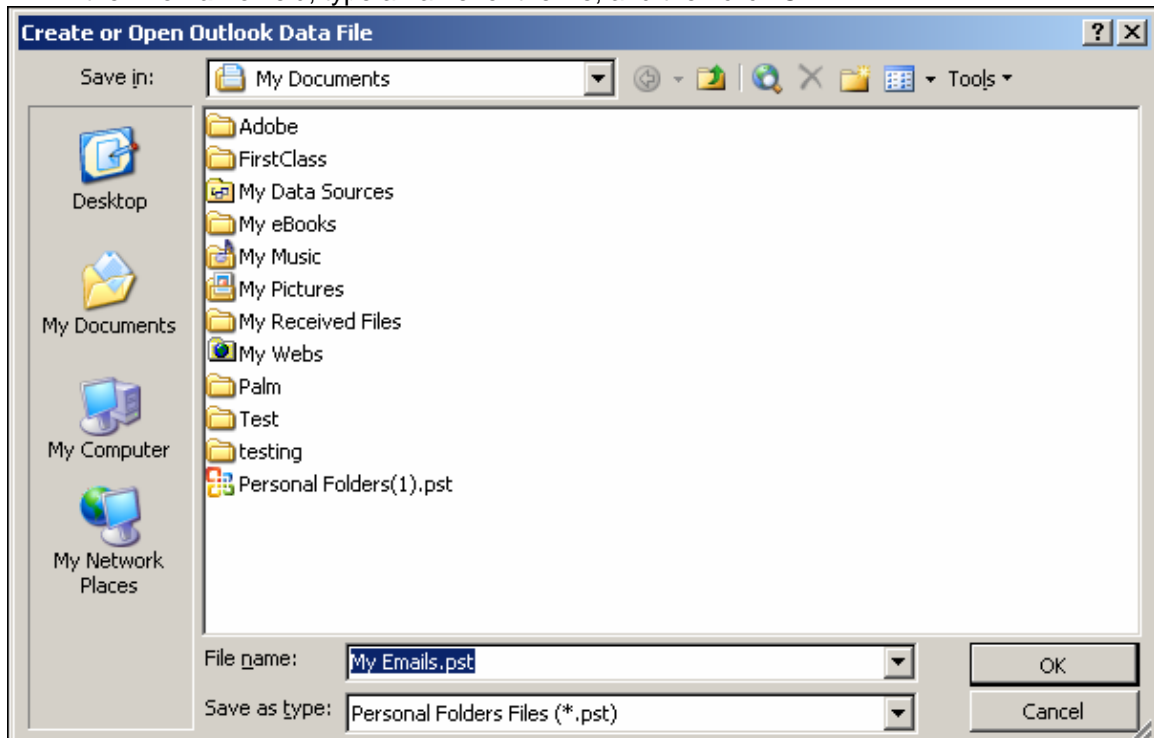 Create or Open Outlook Data File
Save in:
My Documents
Tools
Desktop
My Documents
My Computer
My Network
Places
Adobe
FirstClass
My Data Sources
My eBooks
My Music
My Pictures
My Received Files
My Webs
Palm
Test
testing
Personal Folders(1).pst
File name:
My Emails.pst
OK
Save as type:
Personal Folders Files (*.pst)
Cancel